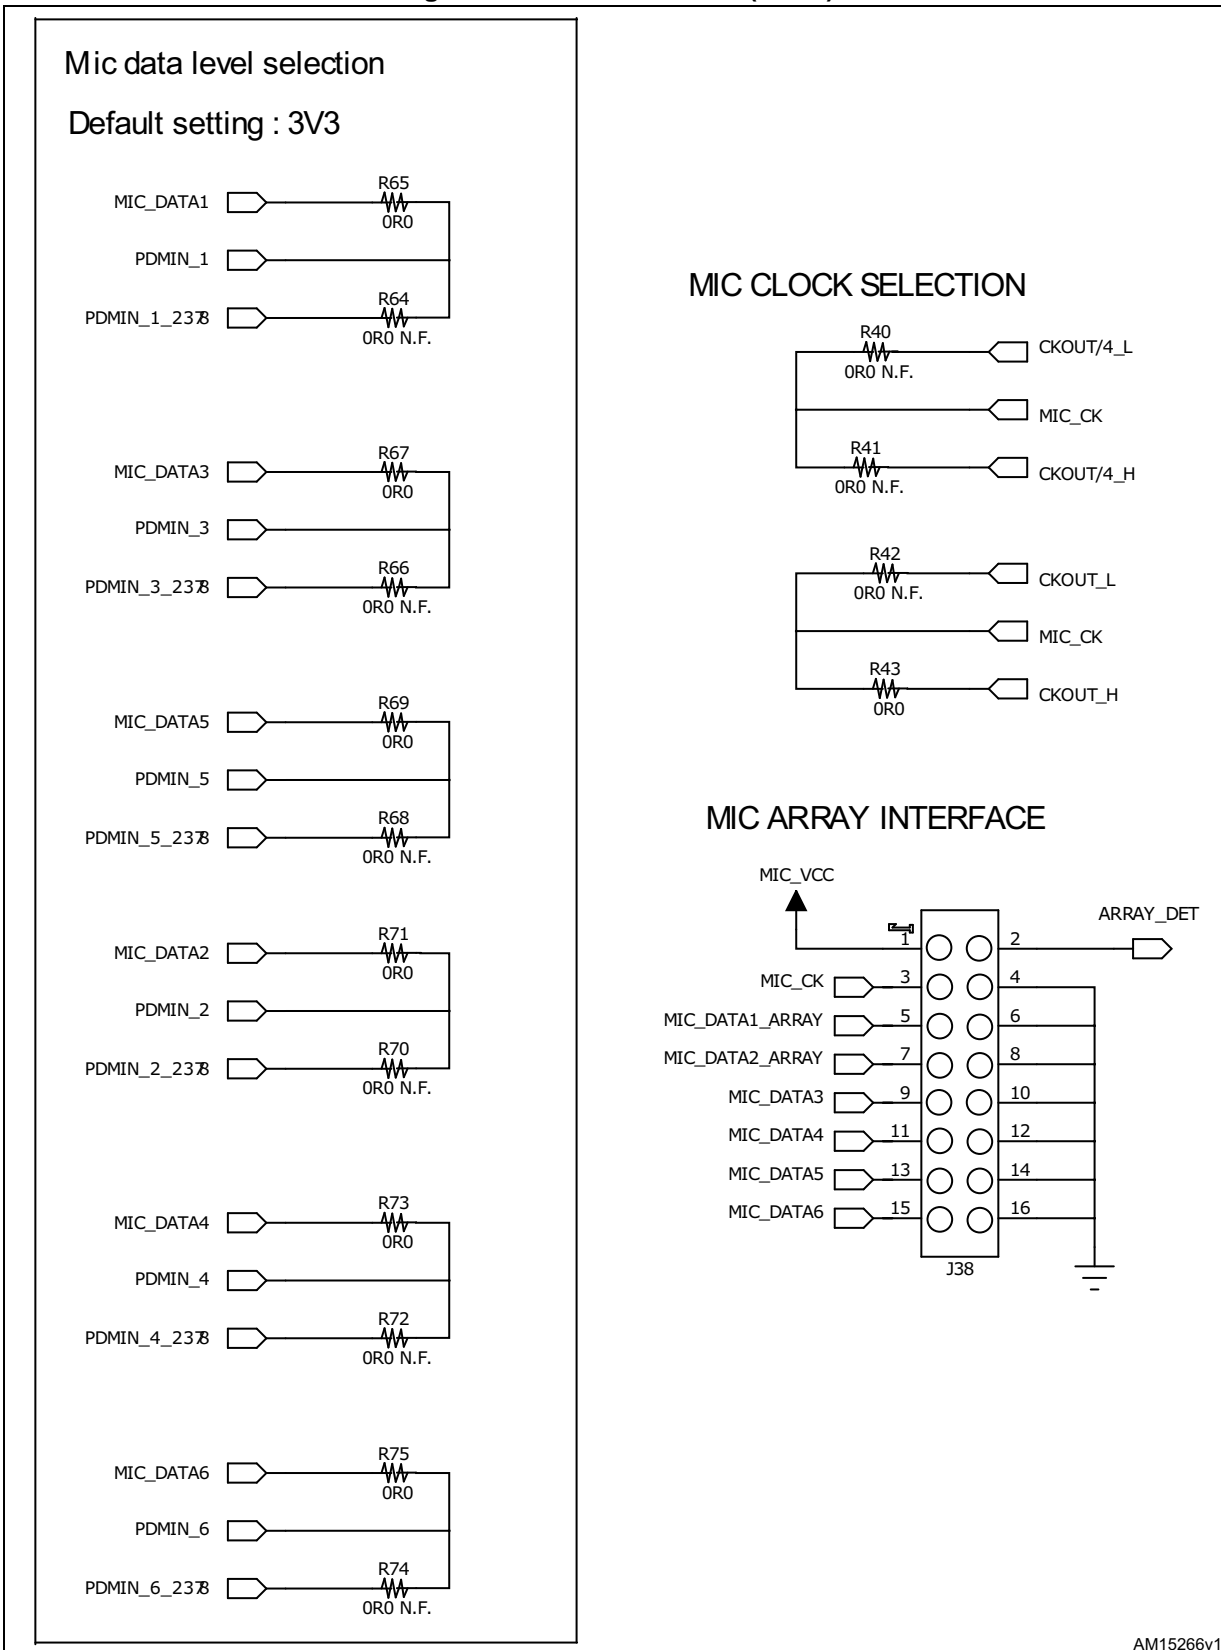 Mic data level selection
Default setting : 3V3
R65
MIC_DATA1
0R0
PDMIN_1
R64
PDMIN_1_2378
0R0 N.F.
R67
MIC_DATA3
0R0
PDMIN_3
R66
PDMIN_3_2378
0R0 N.F.
R69
MIC_DATA5
0R0
PDMIN_5
R68
PDMIN_5_2378
0R0 N.F.
R71
MIC_DATA2
0R0
PDMIN_2
R70
PDMIN_2_2378
0R0 N.F.
R73
MIC_DATA4
0R0
PDMIN_4
R72
PDMIN_4_2378
0R0 N.F.
R75
MIC_DATA6
0R0
PDMIN_6
R74
PDMIN_6_2378
0R0 N.F.
MIC CLOCK SELECTION
R40
CKOUT/4_L
0R0 N.F.
MIC_CK
R41
CKOUT/4_H
0R0 N.F.
R42
CKOUT_L
0R0 N.F.
MIC_CK
R43
CKOUT_H
0R0
MIC ARRAY INTERFACE
MIC_VCC
ARRAY_DET
1 2
MIC_CK 3 4
MIC_DATA1_ARRAY 5 6
MIC_DATA2_ARRAY 7 8
MIC_DATA3 9 10
MIC_DATA4 11 12
MIC_DATA5 13 14
MIC_DATA6 15 16
J38
AM15266v1